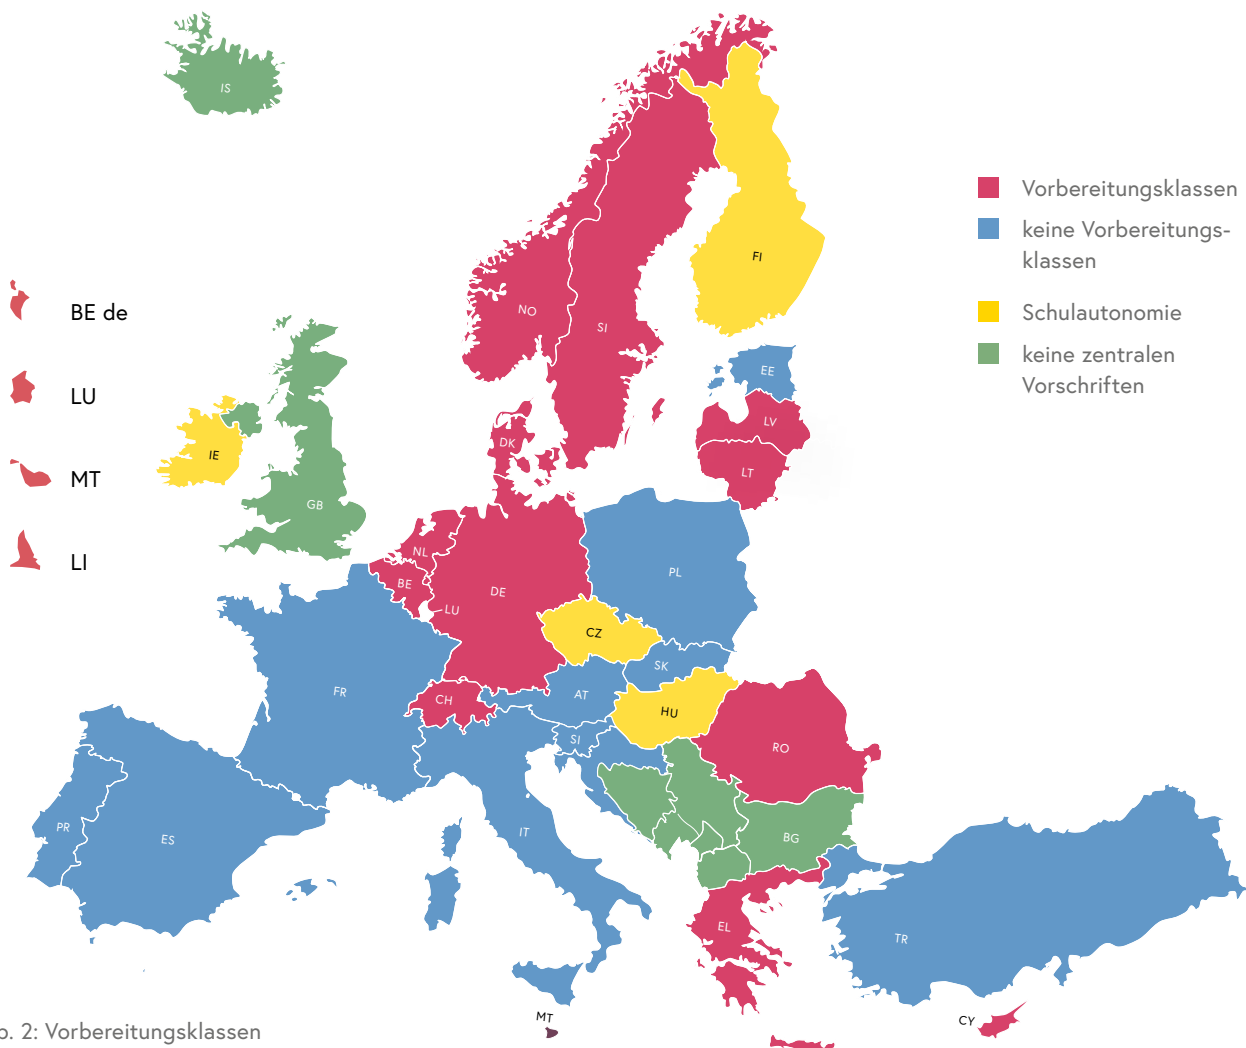 IS
Vorbereitungsklassen
keine Vorbereitungs-
klassen
Schulautonomie
keine zentralen
Vorschriften
FI
NO
SI
BE de
LU
MT
LI
EE
LV
LT
DK
IE
GB
NL
BE
LU
DE
PL
CZ
SK
FR
CH
AT
HU
SI
RO
PR
ES
IT
BG
EL
TR
MT
CY
b. 2: Vorbereitungsklassen